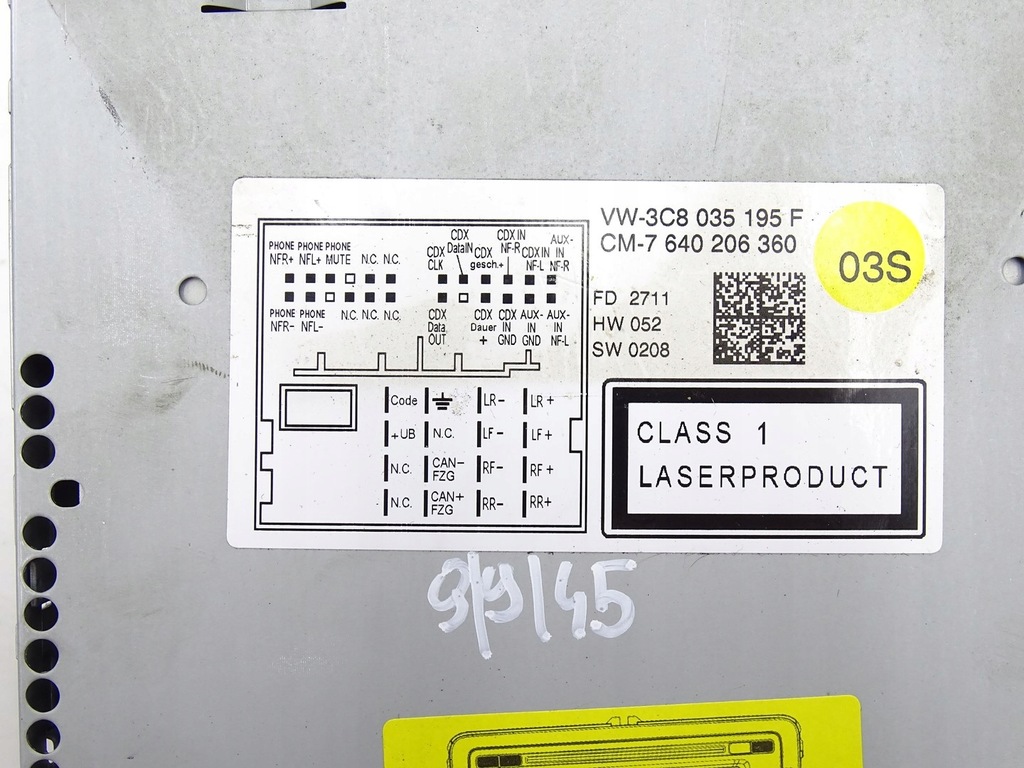 VW-3C8 035 195 F
CM-7 640 206 360
03S
FD 2711
HW 052
SW 0208
CLASS 1
LASERPRODUCT
PHONE PHONE PHONE
NFR+ NFL+ MUTE N.C. N.C.
CDX CLK
CDX DataIN
CDX gesch.+
CDX IN NF-R
CDX IN NF-L
AUX- IN NF-R
PHONE PHONE
NFR- NFL- N.C. N.C. N.C.
CDX Data OUT
CDX Dauer +
CDX IN GND
AUX- IN GND
AUX- IN NF-L
Code LR- LR+
+UB N.C. LF- LF+
N.C. CAN- FZG RF- RF+
N.C. CAN+ FZG RR- RR+
9/9/45